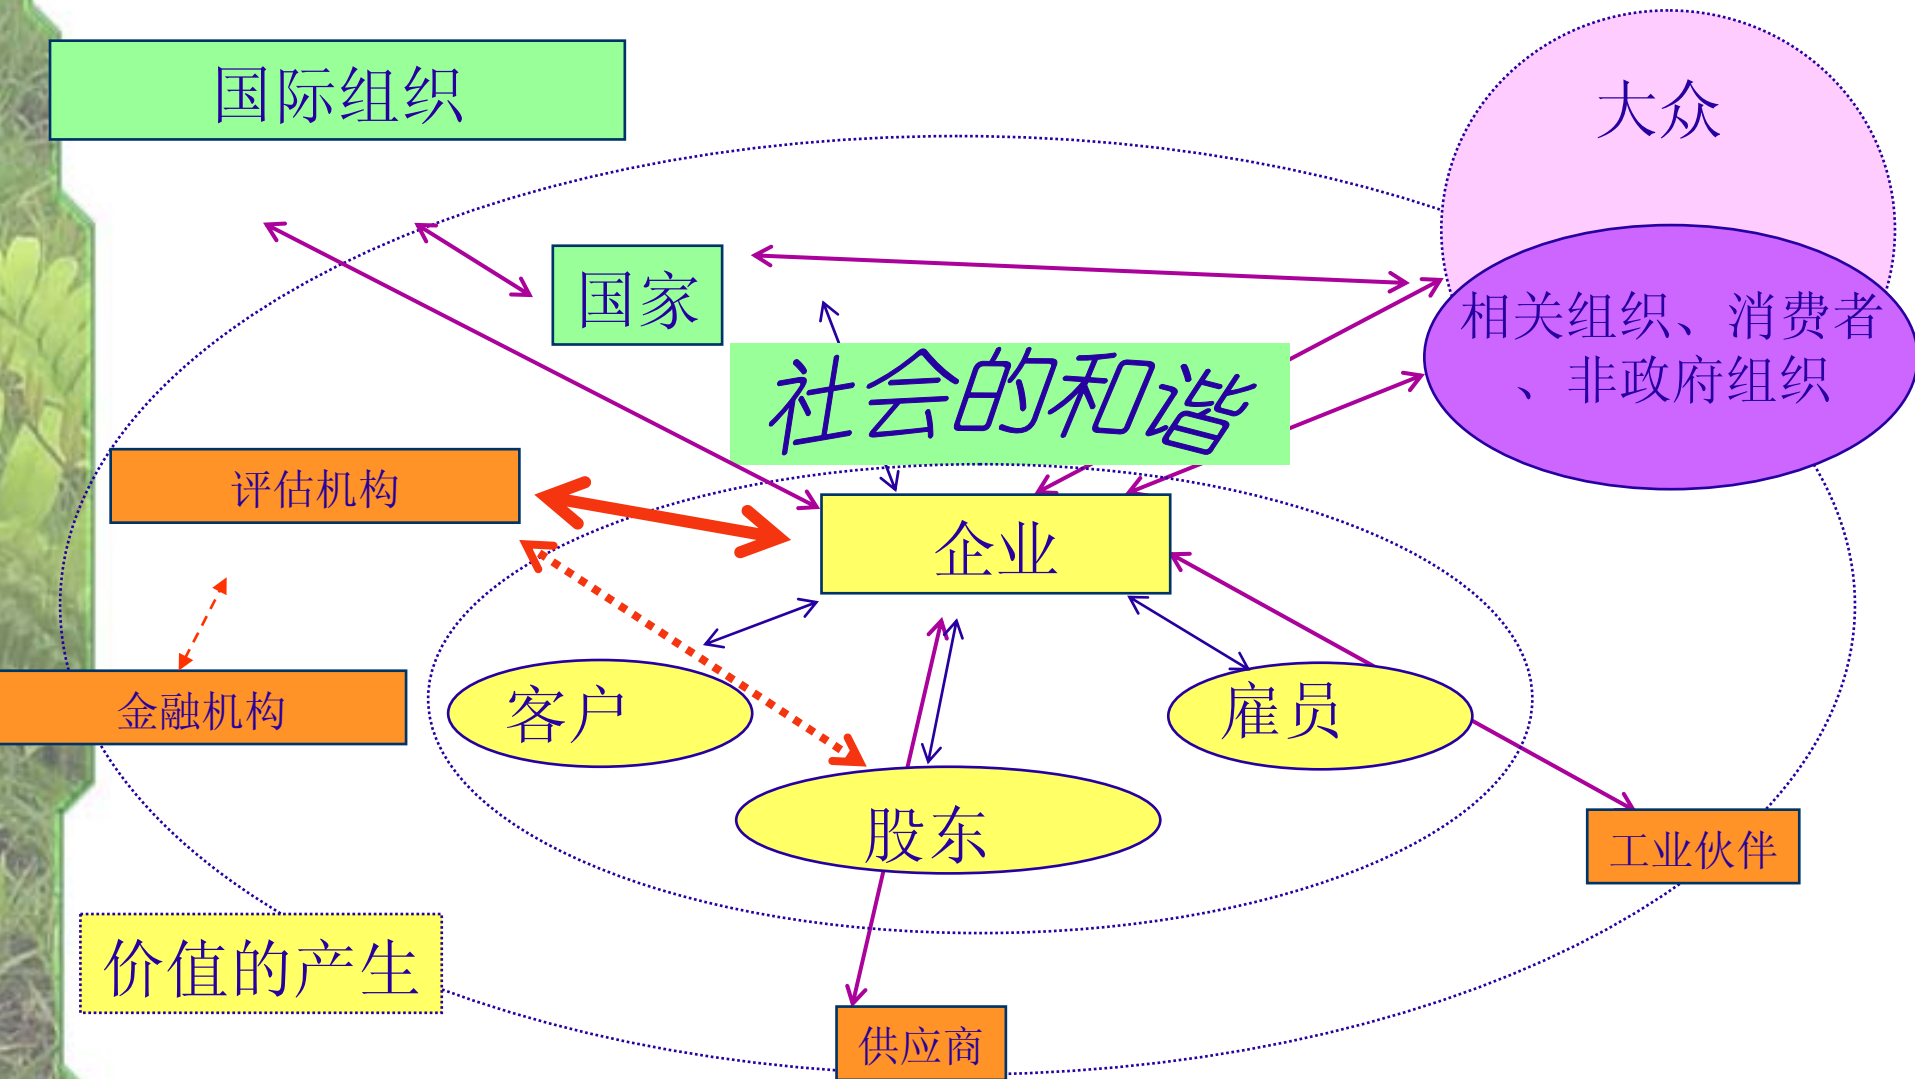 国际组织
大众
国家
相关组织、消费者
、非政府组织
社会的和谐
评估机构
企业
金融机构
客户
雇员
股东
工业伙伴
价值的产生
供应商